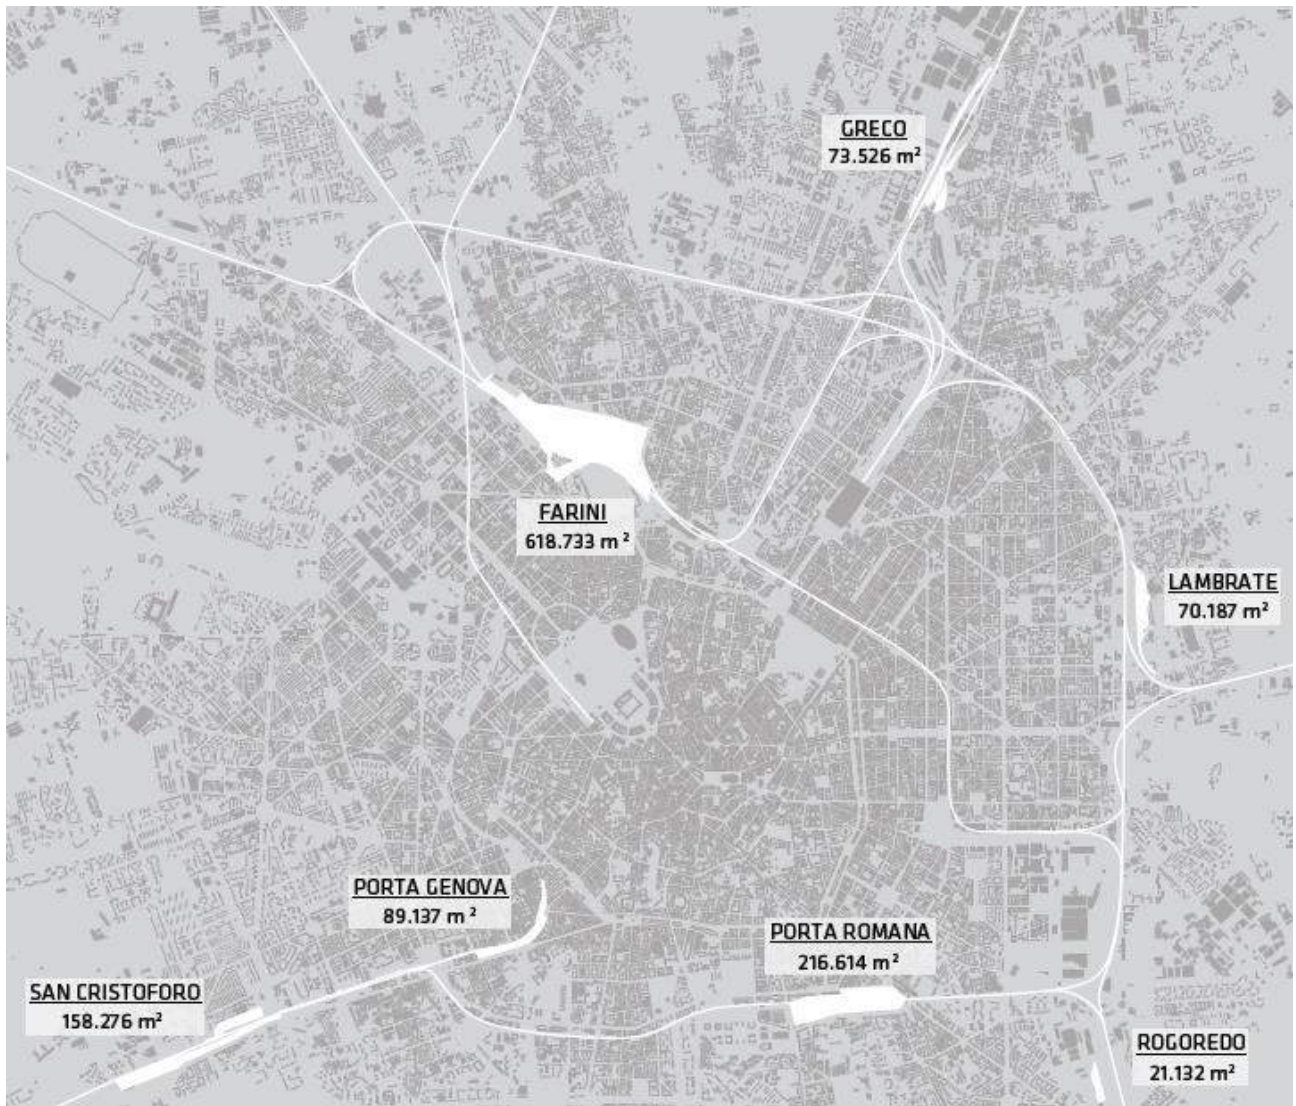 GRECO
73.526 m²
FARINI
618.733 m²
LAMBRATE
70.187 m²
PORTA GENOVA
89.137 m²
PORTA ROMANA
216.614 m²
SAN CRISTOFORO
158.276 m²
ROGOREDO
21.132 m²